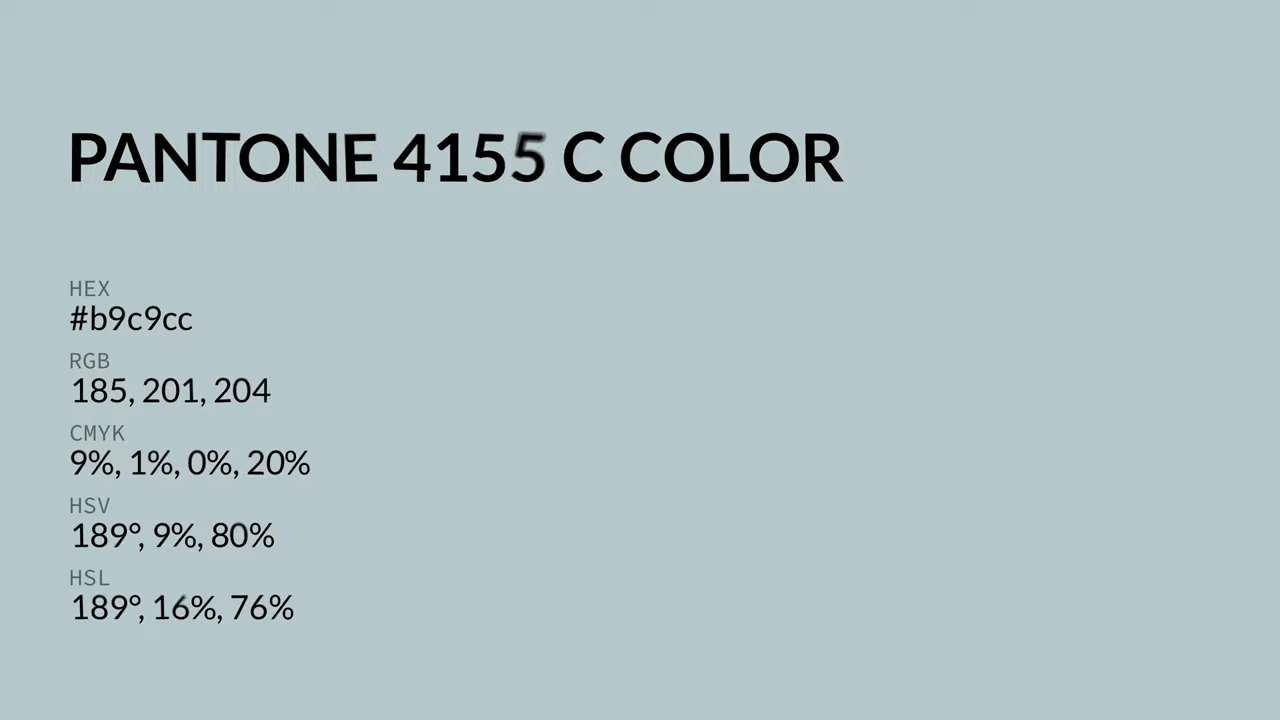 PANTONE 4155 C COLOR
HEX
#b9c9cc
RGB
185, 201, 204
CMYK
9%, 1%, 0%, 20%
HSV
189°, 9%, 80%
HSL
189°, 16%, 76%